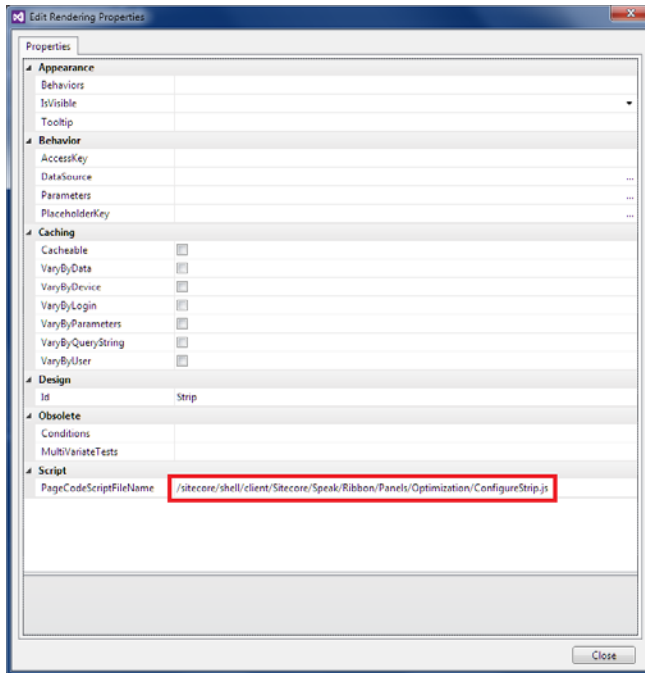 Edit Rendering Properties
Properties
Appearance
Behaviors
IsVisible
Tooltip
Behavior
AccessKey
DataSource ...
Parameters ...
PlaceholderKey ...
Caching
Cacheable
VaryByData
VaryByDevice
VaryByLogin
VaryByParameters
VaryByQueryString
VaryByUser
Design
Id Strip
Obsolete
Conditions
MultiVariateTests
Script
PageCodeScriptFileName /sitecore/shell/client/Sitecore/Speak/Ribbon/Panels/Optimization/ConfigureStrip.js
Close